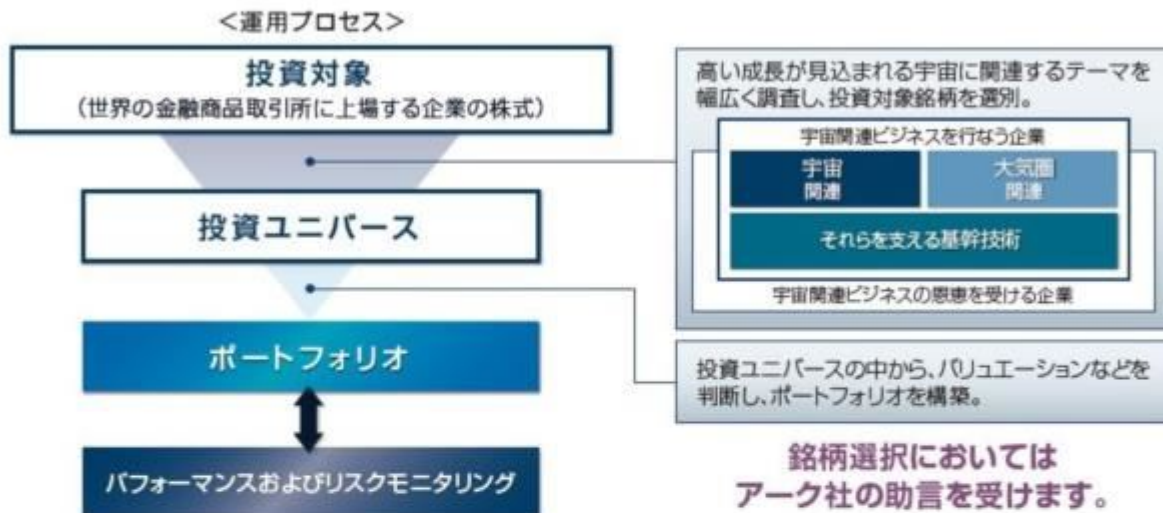 ＜運用プロセス＞
投資対象
（世界の金融商品取引所に上場する企業の株式）
投資ユニバース
ポートフォリオ
パフォーマンスおよびリスクモニタリング
高い成長が見込まれる宇宙に関連するテーマを
幅広く調査し、投資対象銘柄を選別。
宇宙関連ビジネスを行なう企業
宇宙
関連
大気圏
関連
それらを支える基幹技術
宇宙関連ビジネスの恩恵を受ける企業
投資ユニバースの中から、バリュエーションなどを
判断し、ポートフォリオを構築。
銘柄選択においては
アーク社の助言を受けます。